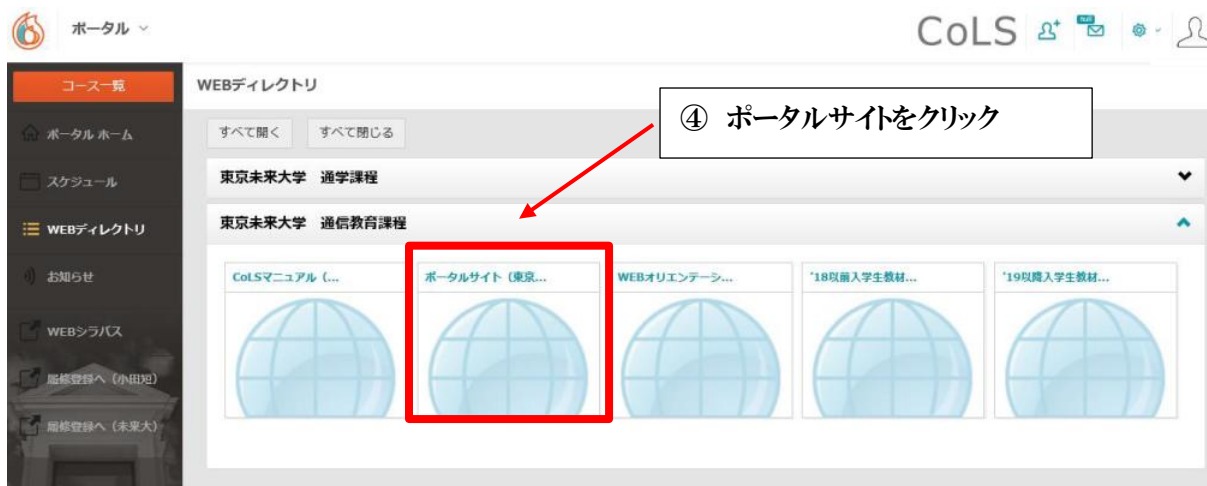 ポータル
CoLS
null
コース一覧
WEBディレクトリ
④ ポータルサイトをクリック
ポータル ホーム
すべて開く すべて閉じる
スケジュール
東京未来大学 通学課程
WEBディレクトリ
東京未来大学 通信教育課程
お知らせ
CoLSマニュアル (...
ポータルサイト (東京...
WEBオリエンテーシ...
'18以前入学生教材...
'19以降入学生教材...
WEBシラバス
履修登録へ (小田短)
履修登録へ (未来大)